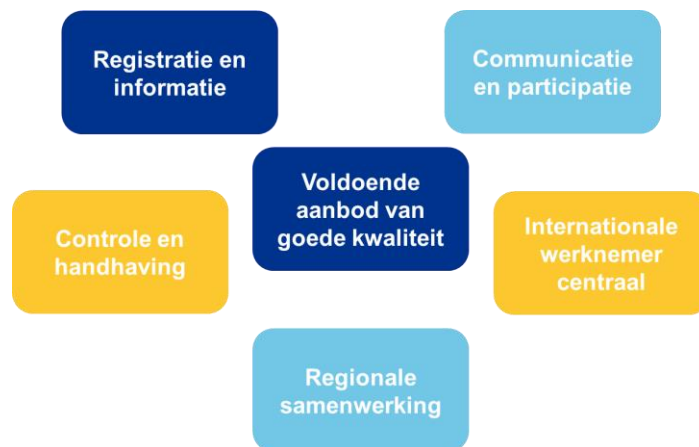 Registratie en
informatie
Communicatie
en participatie
Voldoende
aanbod van
goede kwaliteit
Controle en
handhaving
Internationale
werknemer
centraal
Regionale
samenwerking